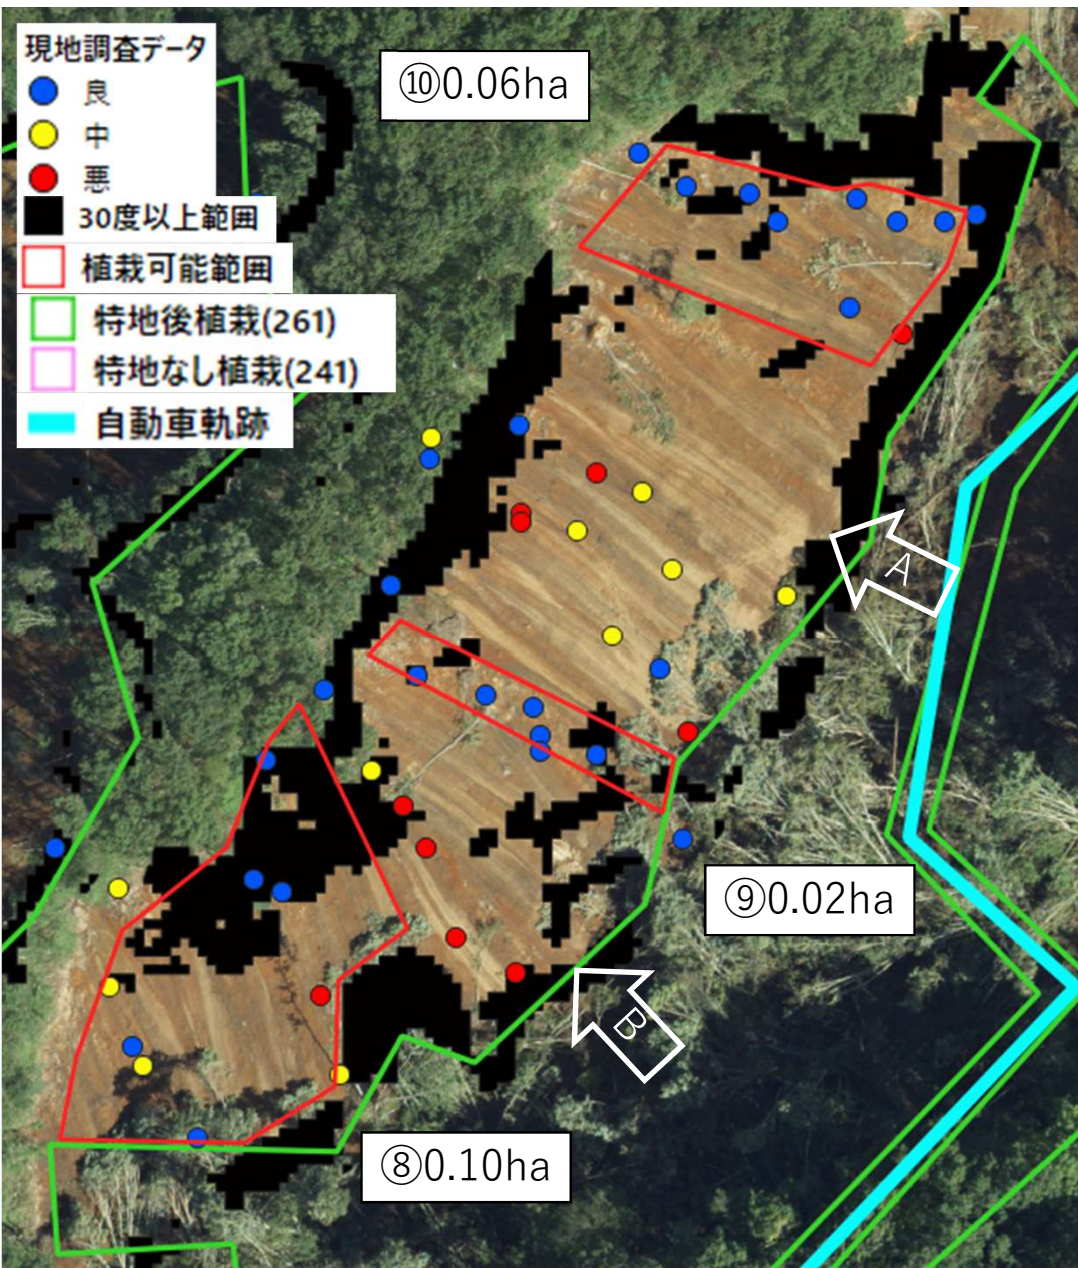 現地調査データ
良
中
悪
30度以上範囲
植栽可能範囲
特地後植栽(261)
特地なし植栽(241)
自動車軌跡
⑩0.06ha
A
⑨0.02ha
B
⑧0.10ha